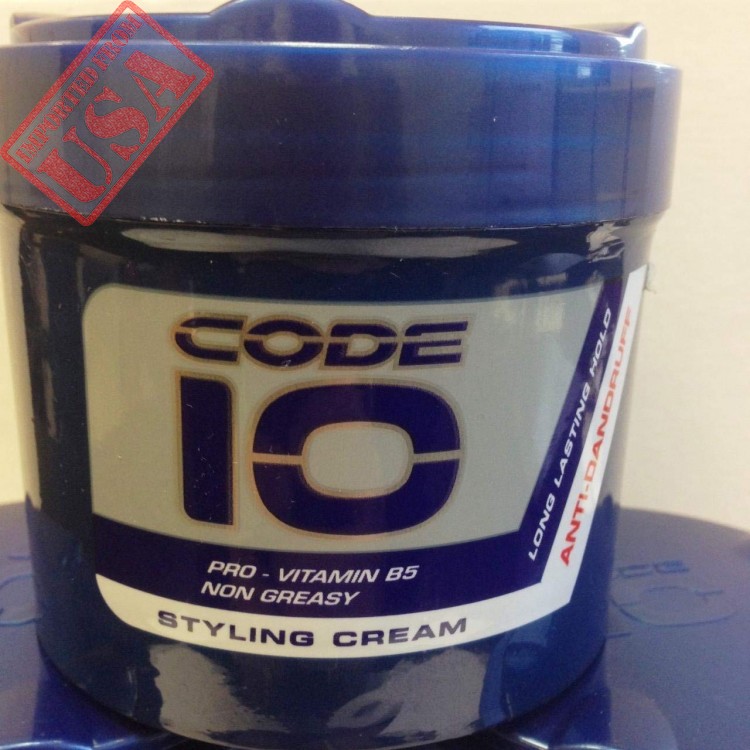 IMPORTED FROM
USA
CODE
10
PRO - VITAMIN B5
NON GREASY
STYLING CREAM
LONG LASTING HOLD
ANTI-DANDRUFF